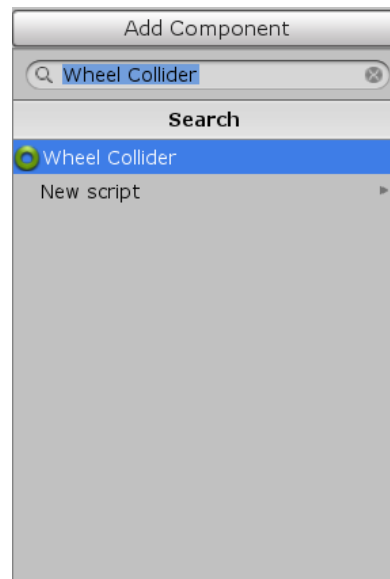 Add Component
Wheel Collider
Search
Wheel Collider
New script